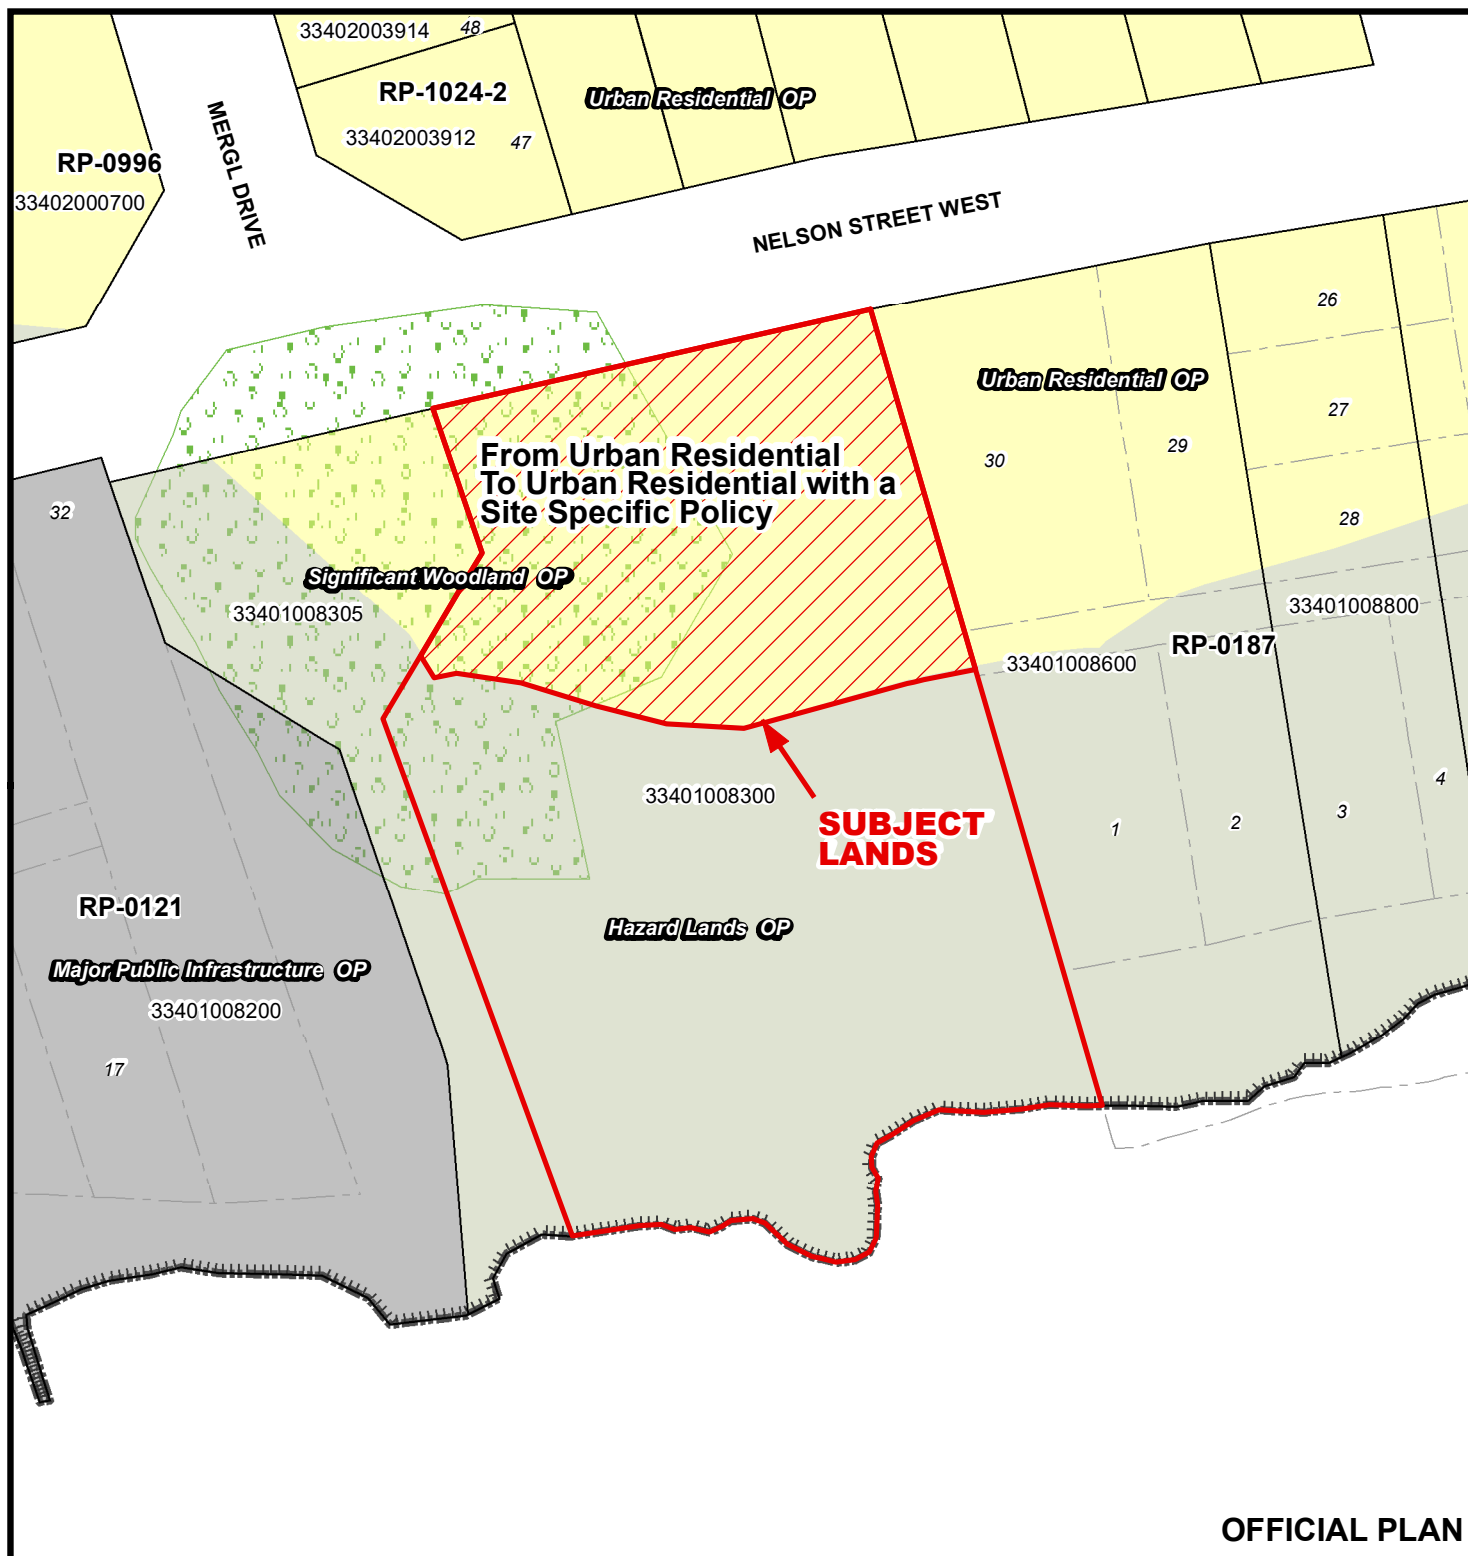 33402003914
48
RP-1024-2
Urban Residential OP
33402003912
47
MERGL DRIVE
RP-0996
33402000700
NELSON STREET WEST
26
Urban Residential OP
27
From Urban Residential
To Urban Residential with a
Site Specific Policy
30
29
32
28
Significant Woodland OP
33401008305
33401008800
RP-0187
33401008600
33401008300
SUBJECT
LANDS
1
2
3
4
RP-0121
Hazard Lands OP
Major Public Infrastructure OP
33401008200
17
OFFICIAL PLAN